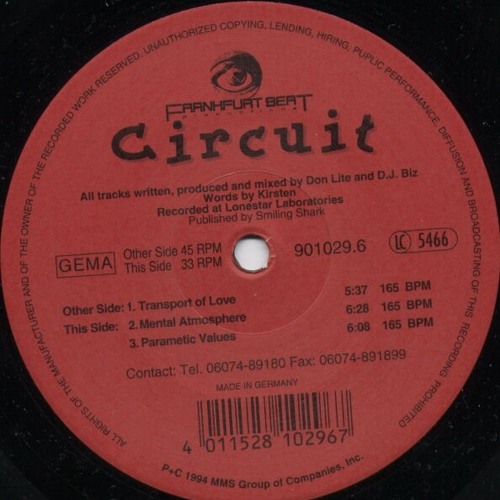 ALL RIGHTS OF THE MANUFACTURER AND OF THE OWNER OF THE RECORDED WORK RESERVED. UNAUTHORIZED COPYING, LENDING, HIRING, PUPLIC PERFORMANCE, DIFFUSION AND BROADCASTING OF THIS RECORDING PROHIBITED
FRANKFURT BEAT
PRODUCTIONS
Circuit
All tracks written, produced and mixed by Don Lite and D.J. Biz
Words by Kirsten
Recorded at Lonestar Laboratories
Published by Smiling Shark
GEMA
Other Side 45 RPM
This Side 33 RPM
901029.6
LC 5466
Other Side: 1. Transport of Love 5:37 165 BPM
This Side: 2. Mental Atmosphere 6:28 165 BPM
3. Parametic Values 6:08 165 BPM
Contact: Tel. 06074-89180 Fax: 06074-891899
MADE IN GERMANY
4 011528 102967
P+C 1994 MMS Group of Companies, Inc.